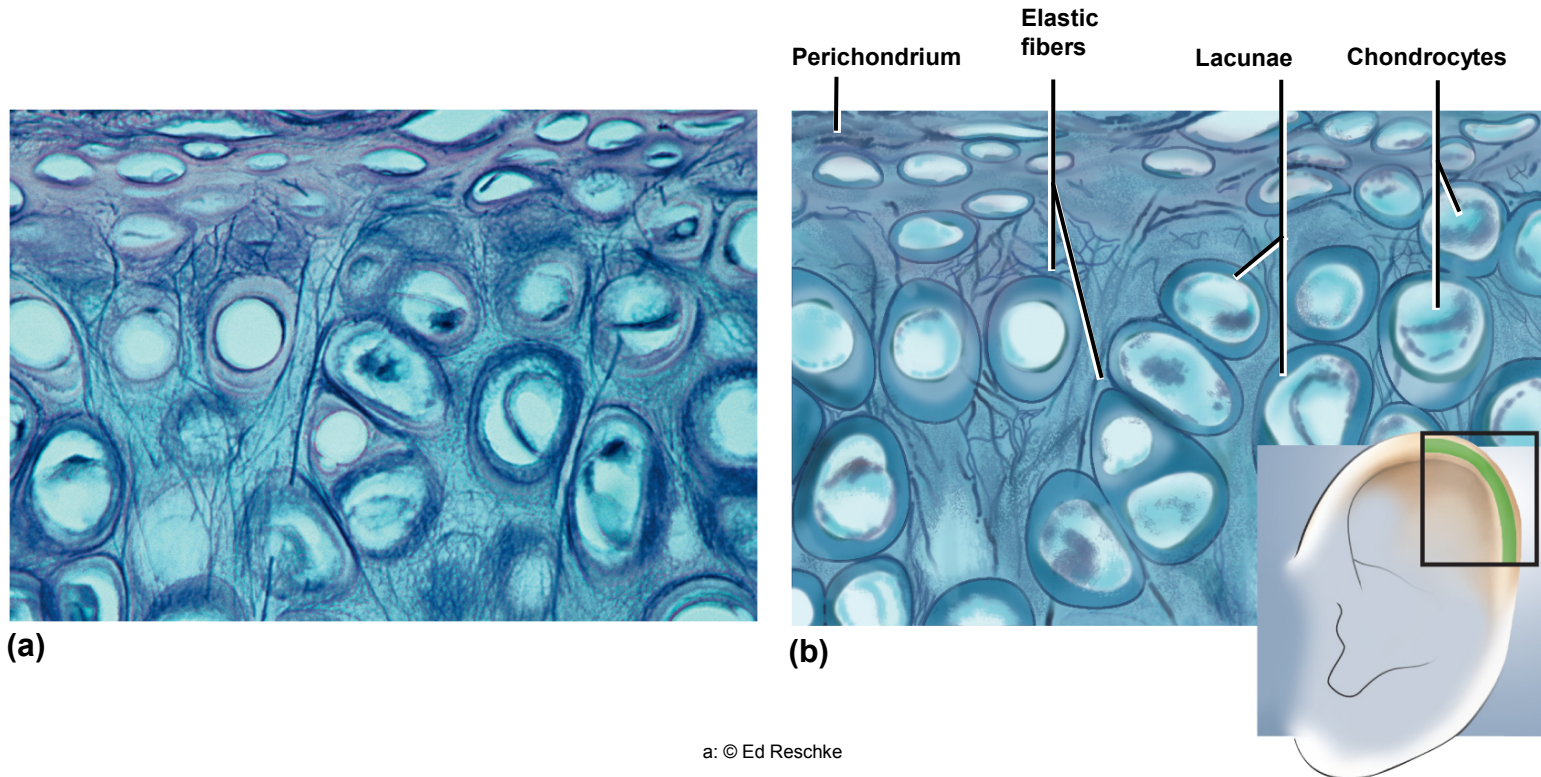 Elastic
fibers
Perichondrium
Lacunae
Chondrocytes
(a)
(b)
a: © Ed Reschke